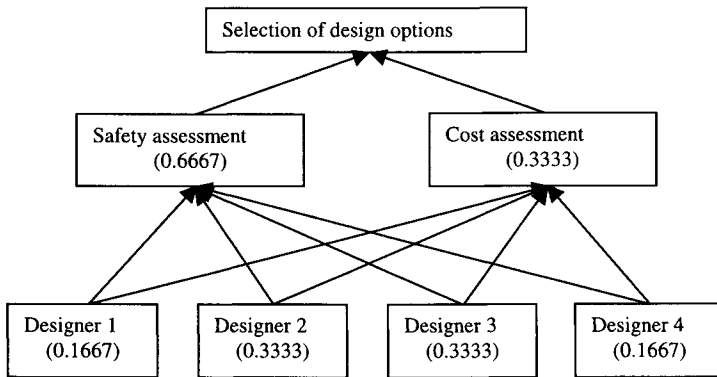 Selection of design options
Safety assessment
(0.6667)
Cost assessment
(0.3333)
Designer 1
(0.1667)
Designer 2
(0.3333)
Designer 3
(0.3333)
Designer 4
(0.1667)